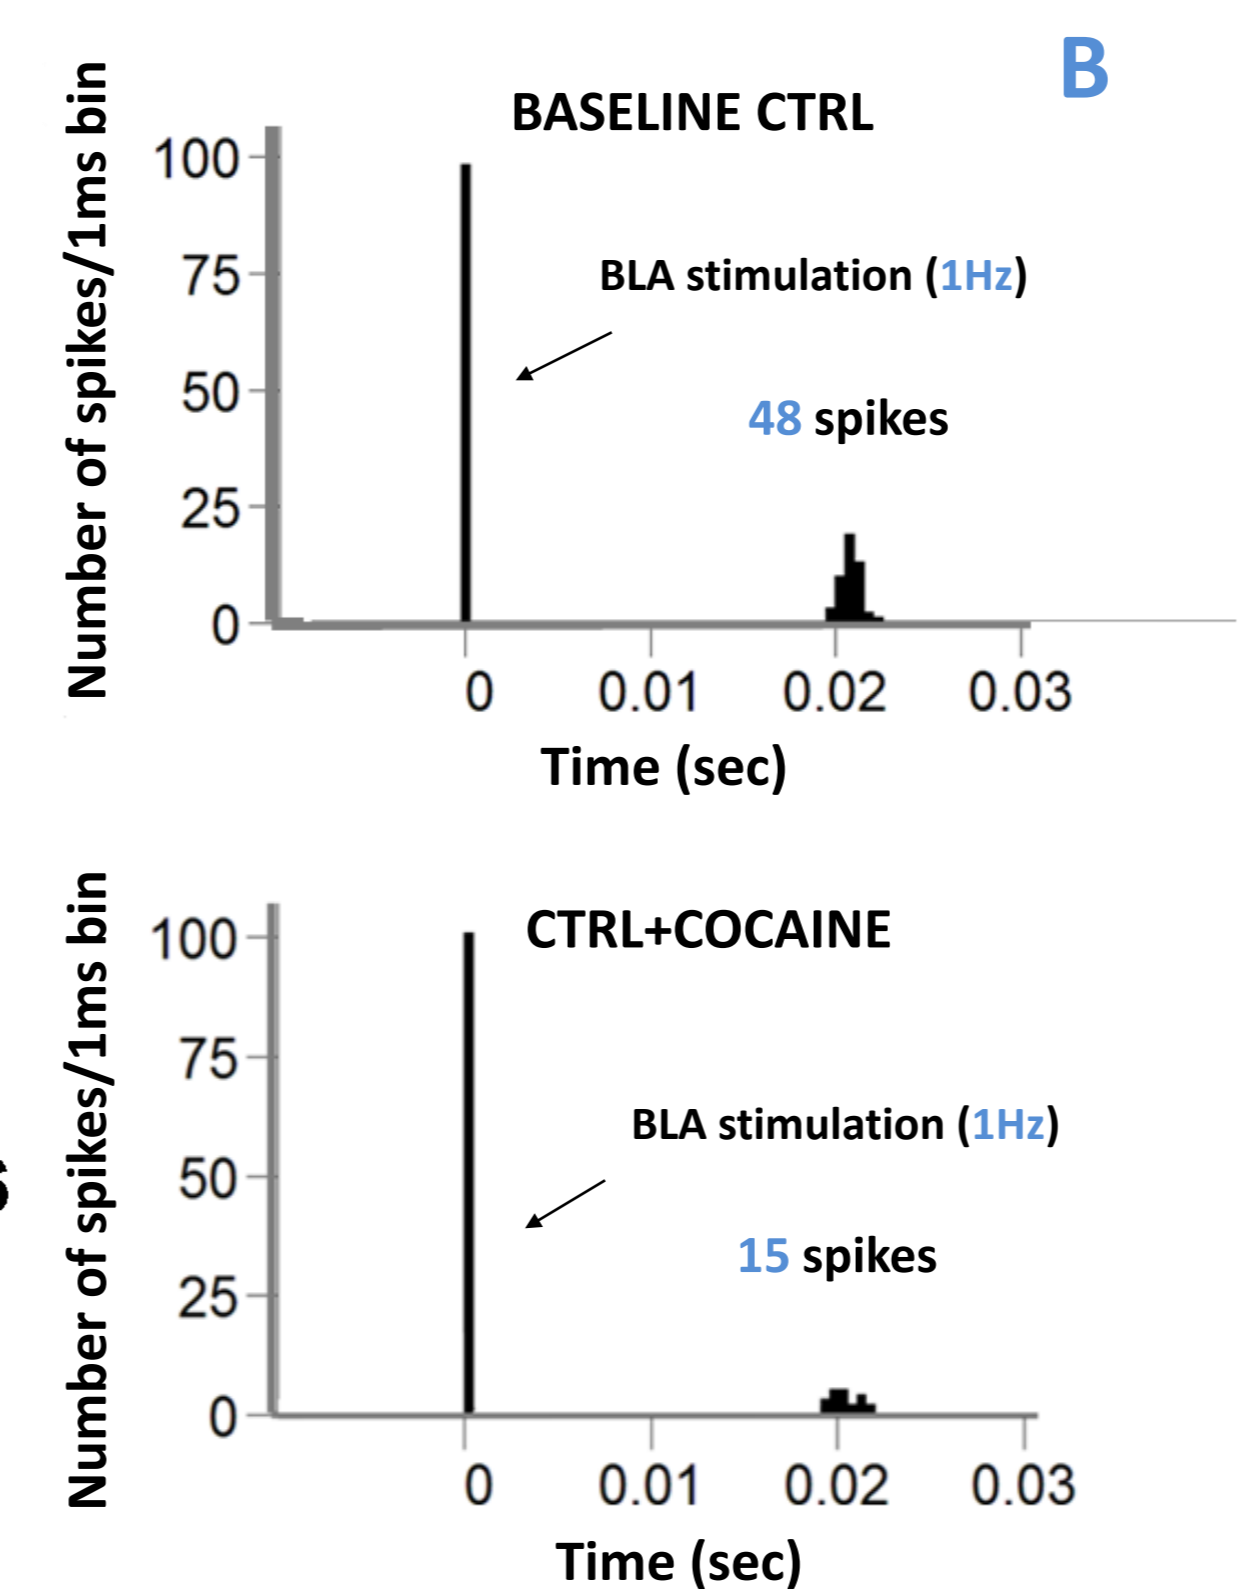 B
BASELINE CTRL
Number of spikes/1ms bin
100
75
50
25
0
BLA stimulation (1Hz)
48 spikes
0 0.01 0.02 0.03
Time (sec)
CTRL+COCAINE
Number of spikes/1ms bin
100
75
50
25
0
BLA stimulation (1Hz)
15 spikes
0 0.01 0.02 0.03
Time (sec)